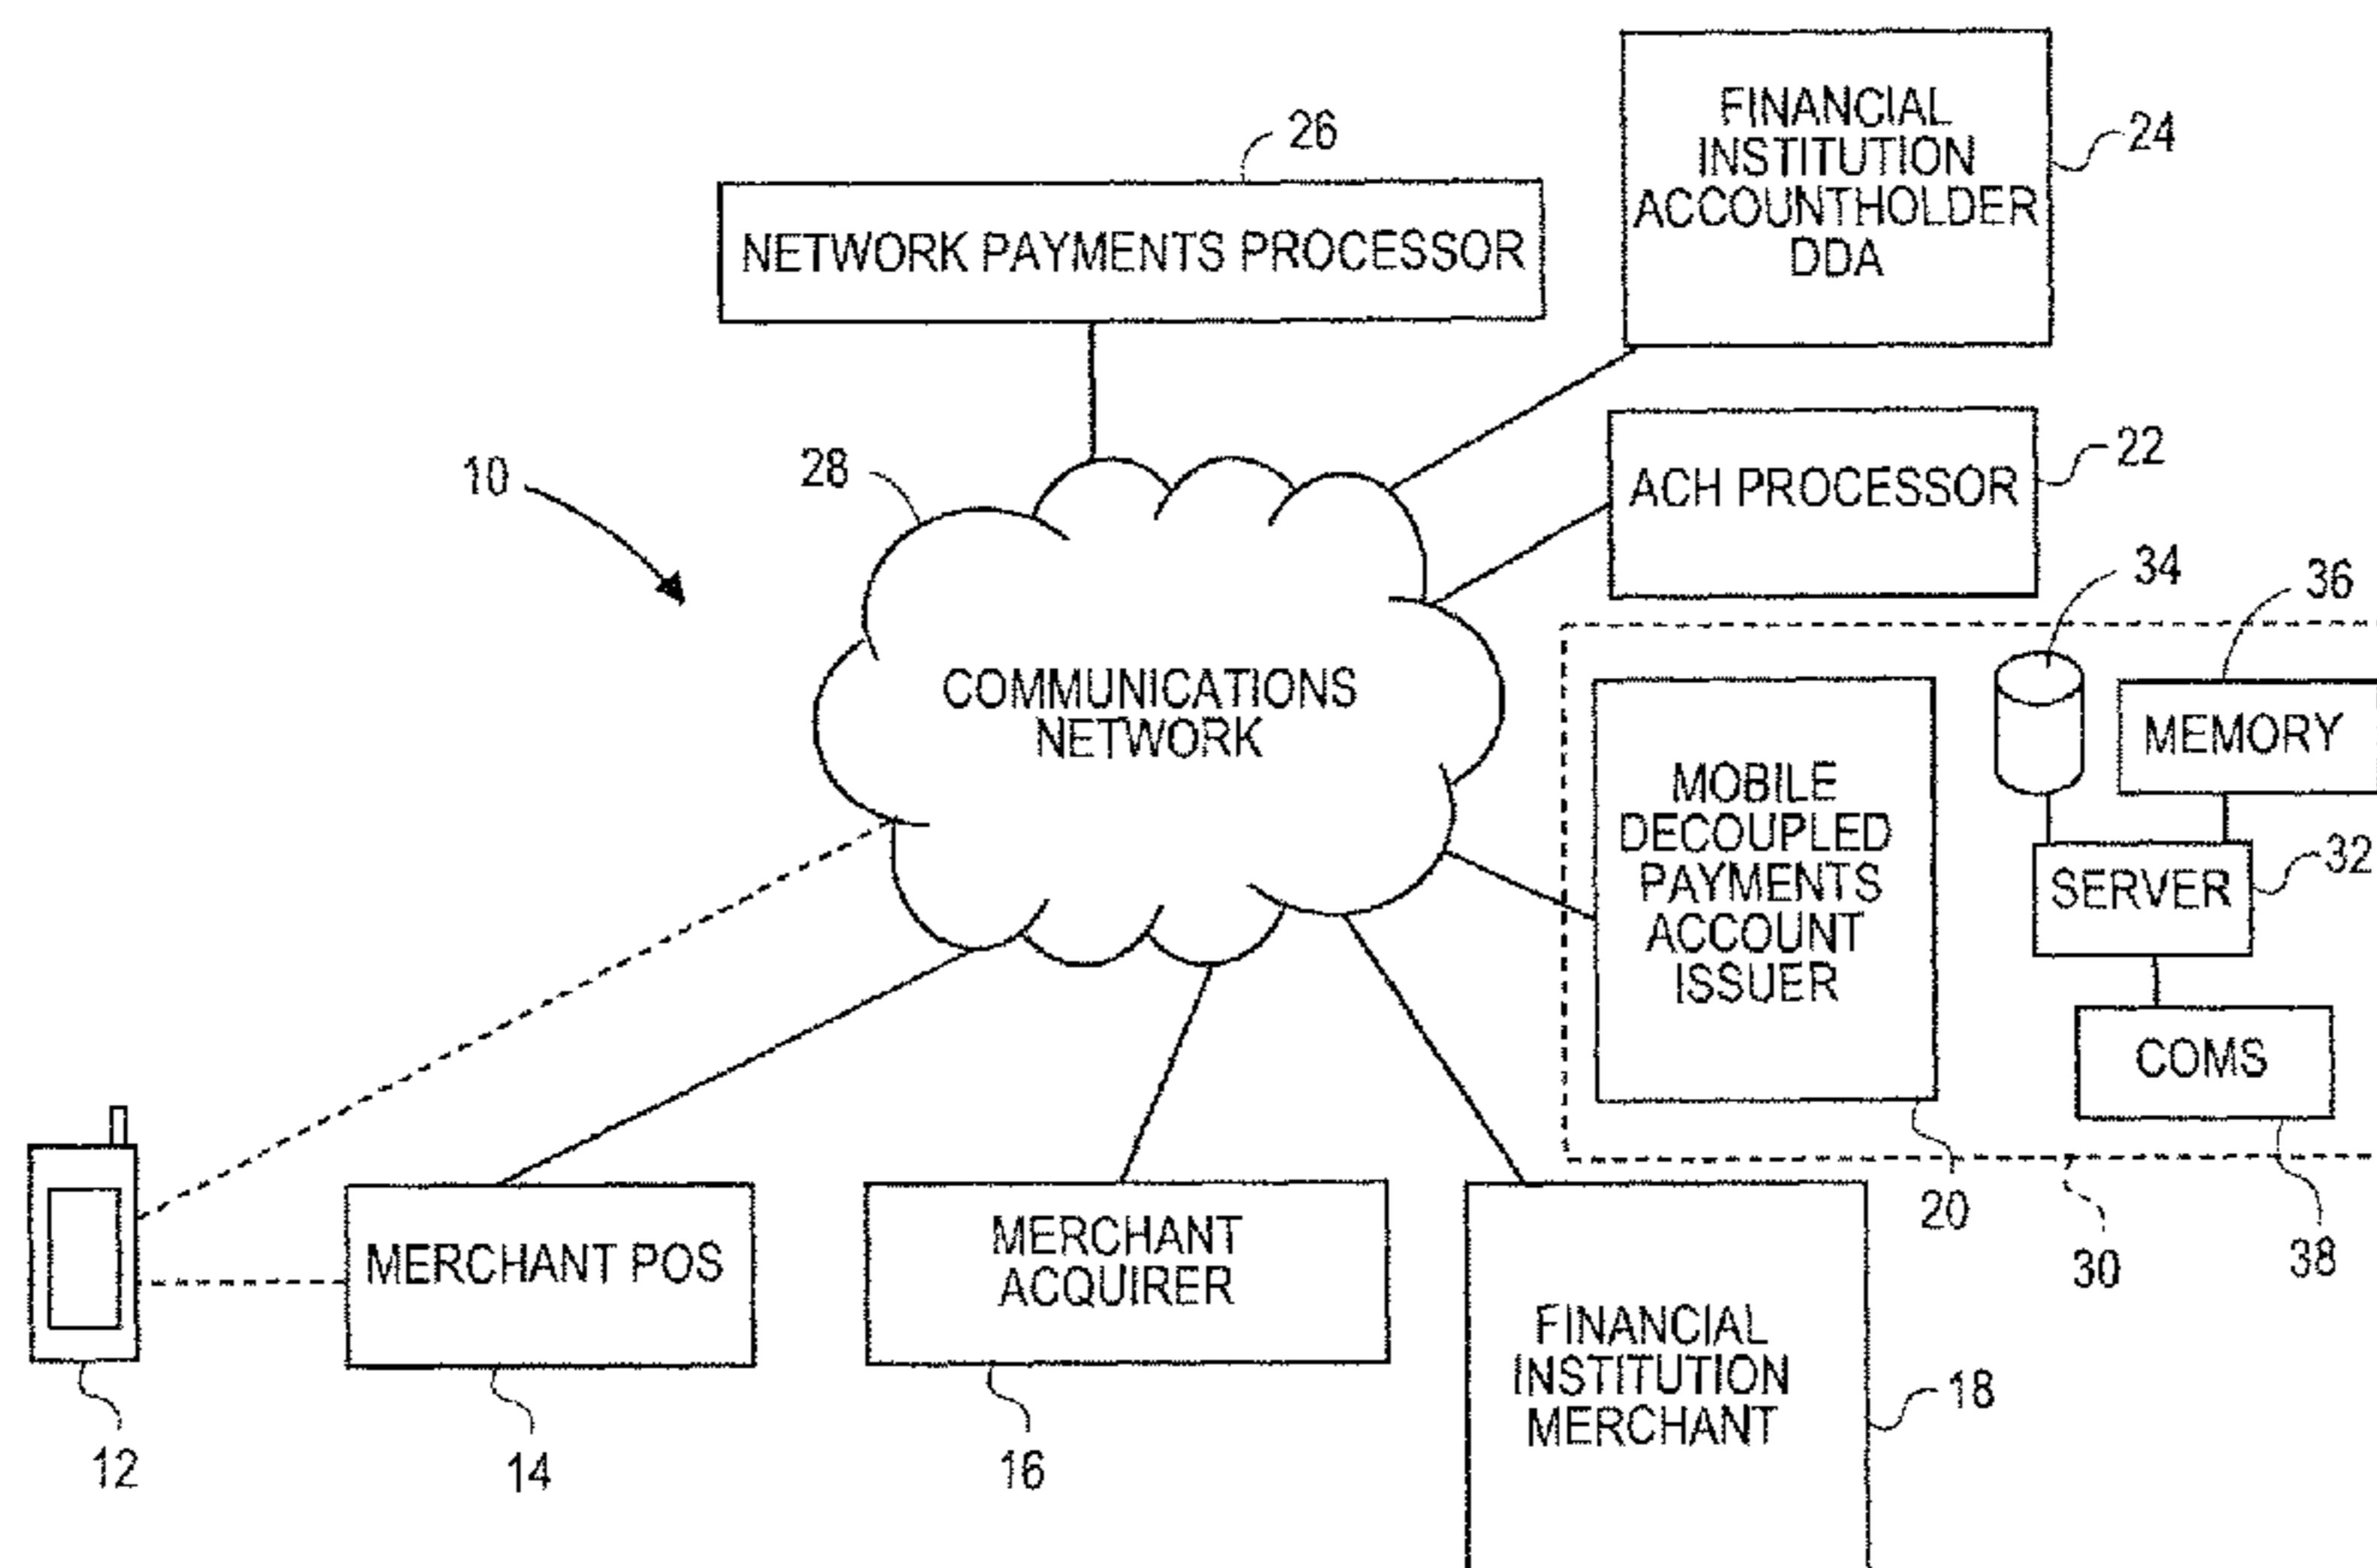 26
NETWORK PAYMENTS PROCESSOR
FINANCIAL
INSTITUTION
ACCOUNTHOLDER
DDA
24
10
28
ACH PROCESSOR
22
COMMUNICATIONS
NETWORK
34
36
MEMORY
MOBILE
DECOUPLED
PAYMENTS
ACCOUNT
ISSUER
SERVER
32
COMS
20
30
38
MERCHANT POS
MERCHANT
ACQUIRER
FINANCIAL
INSTITUTION
MERCHANT
18
12
14
16